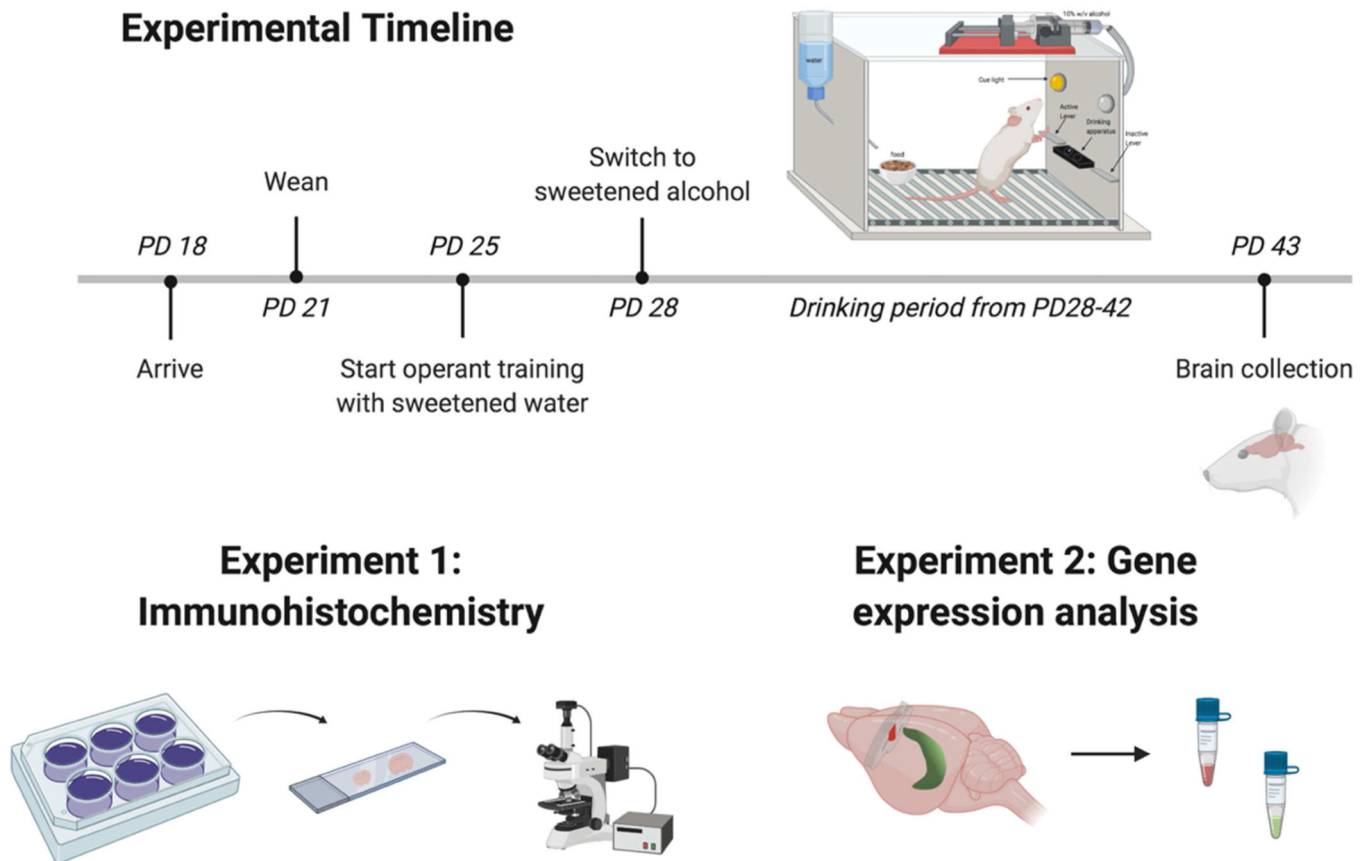 Experimental Timeline
10% w/v alcohol
water
Cue light
Active
Lever
Drinking
apparatus
Inactive
Lever
food
Wean
Switch to
sweetened alcohol
PD 18
PD 25
PD 43
PD 21
PD 28
Drinking period from PD28-42
Arrive
Start operant training
with sweetened water
Brain collection
Experiment 1:
Immunohistochemistry
Experiment 2: Gene
expression analysis